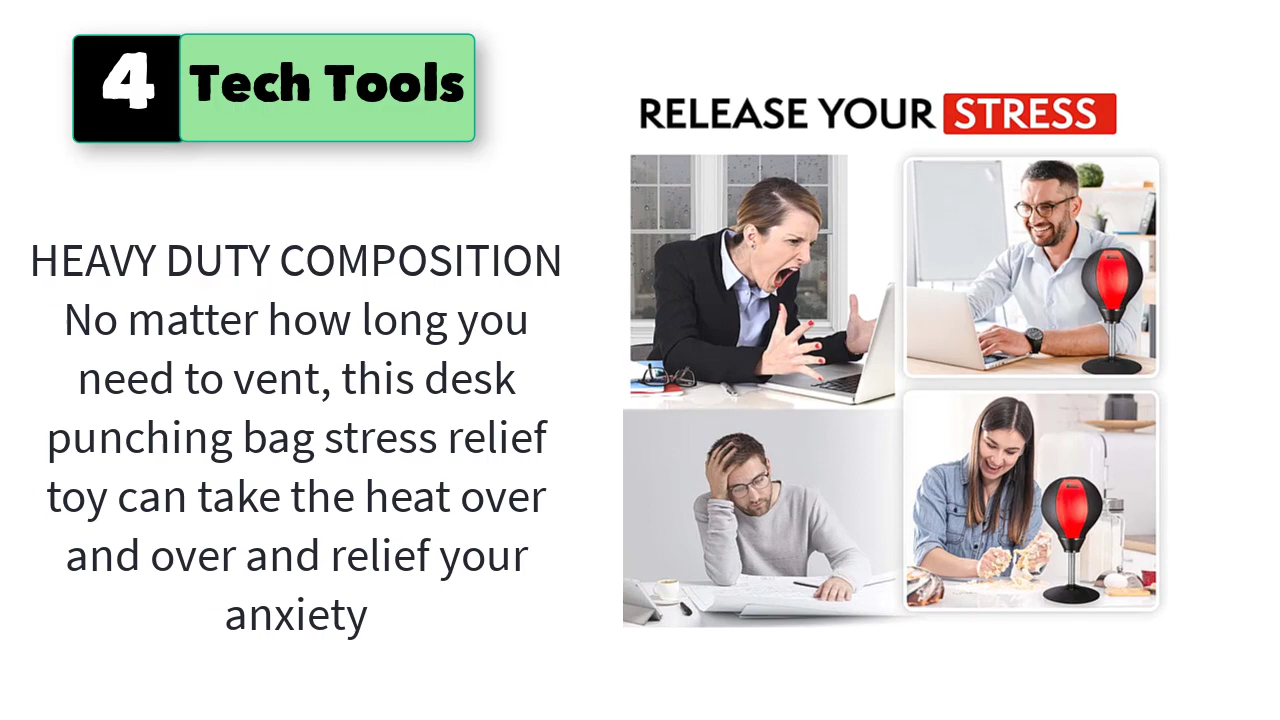 4 Tech Tools
HEAVY DUTY COMPOSITION
No matter how long you
need to vent, this desk
punching bag stress relief
toy can take the heat over
and over and relief your
anxiety
RELEASE YOUR STRESS